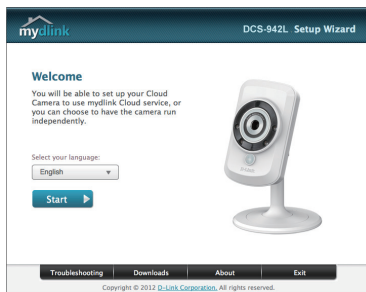 mydlink
DCS-942L Setup Wizard
Welcome
You will be able to set up your Cloud
Camera to use mydlink Cloud service, or
you can choose to have the camera run
independently.
Select your language:
English
Start
D-Link
Troubleshooting Downloads About Exit
Copyright © 2012 D-Link Corporation. All rights reserved.